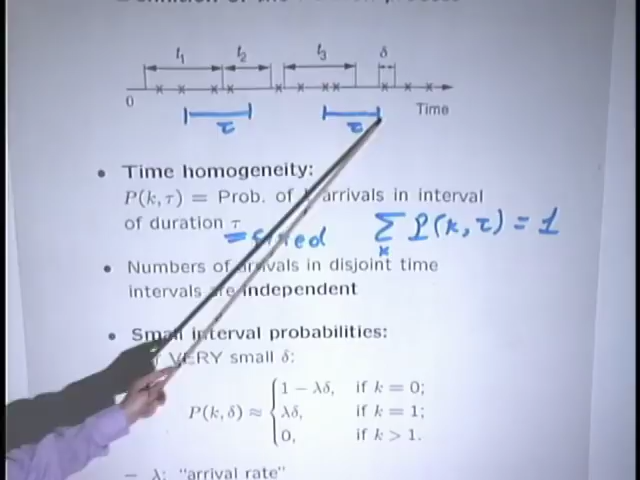 t1 t2 t3 δ
0 Time
τ τ
• Time homogeneity:
P(k, τ) = Prob. of k arrivals in interval
of duration τ
= fixed ∑k P(k, τ) = 1
• Numbers of arrivals in disjoint time
intervals are independent
• Small interval probabilities:
VERY small δ:
P(k, δ) ≈ { 1 − λδ, if k = 0;
λδ, if k = 1;
0, if k > 1.
– λ: "arrival rate"